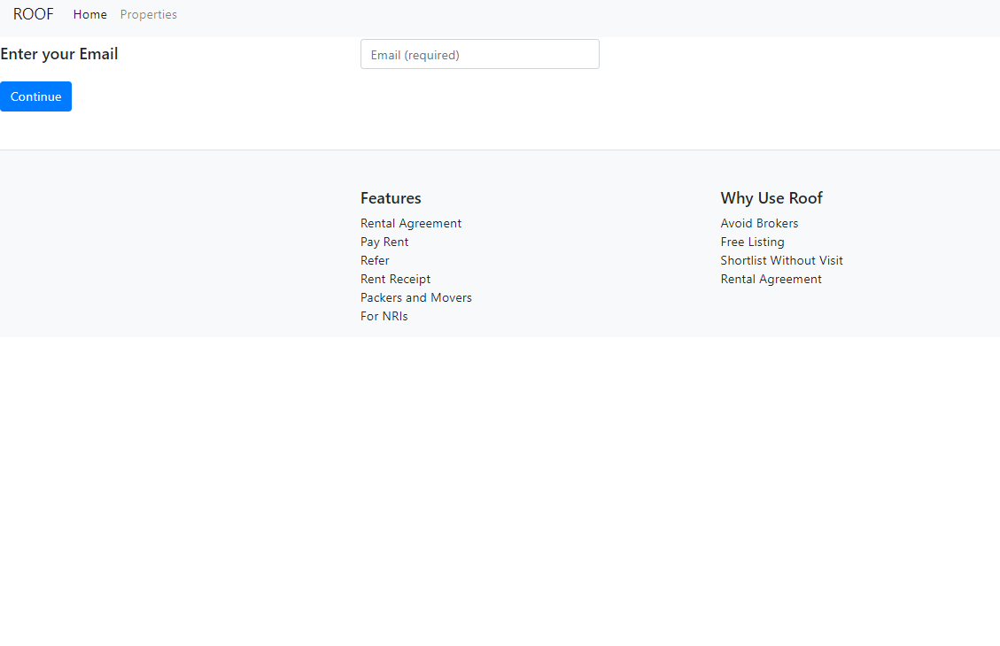 ROOF Home Properties
Enter your Email Email (required)
Continue
Features
Rental Agreement
Pay Rent
Refer
Rent Receipt
Packers and Movers
For NRIs
Why Use Roof
Avoid Brokers
Free Listing
Shortlist Without Visit
Rental Agreement